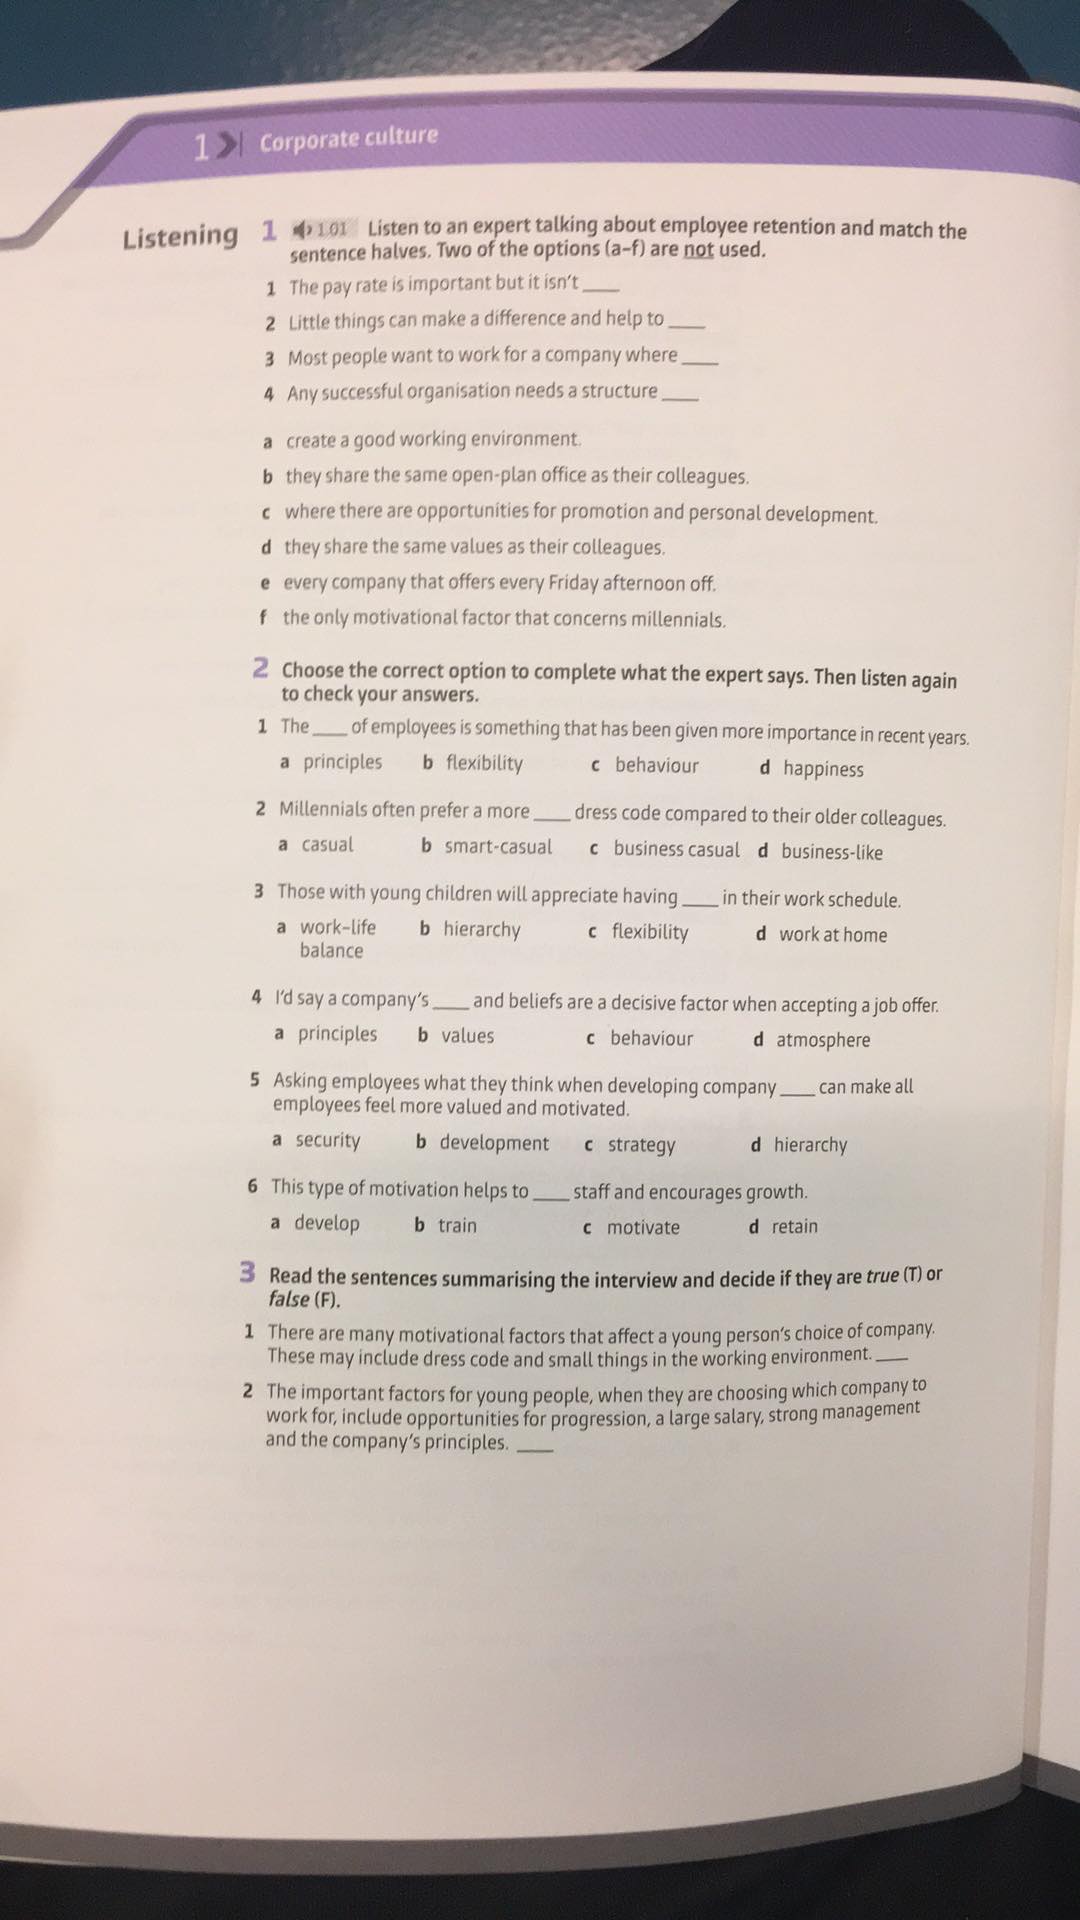 1 Corporate culture
Listening 1 1.01 Listen to an expert talking about employee retention and match the
sentence halves. Two of the options (a–f) are not used.
1 The pay rate is important but it isn't ____
2 Little things can make a difference and help to ____
3 Most people want to work for a company where ____
4 Any successful organisation needs a structure ____
a create a good working environment.
b they share the same open-plan office as their colleagues.
c where there are opportunities for promotion and personal development.
d they share the same values as their colleagues.
e every company that offers every Friday afternoon off.
f the only motivational factor that concerns millennials.
2 Choose the correct option to complete what the expert says. Then listen again
to check your answers.
1 The ____ of employees is something that has been given more importance in recent years.
a principles b flexibility c behaviour d happiness
2 Millennials often prefer a more ____ dress code compared to their older colleagues.
a casual b smart-casual c business casual d business-like
3 Those with young children will appreciate having ____ in their work schedule.
a work–life b hierarchy c flexibility d work at home
balance
4 I'd say a company's ____ and beliefs are a decisive factor when accepting a job offer.
a principles b values c behaviour d atmosphere
5 Asking employees what they think when developing company ____ can make all
employees feel more valued and motivated.
a security b development c strategy d hierarchy
6 This type of motivation helps to ____ staff and encourages growth.
a develop b train c motivate d retain
3 Read the sentences summarising the interview and decide if they are true (T) or
false (F).
1 There are many motivational factors that affect a young person's choice of company.
These may include dress code and small things in the working environment. ____
2 The important factors for young people, when they are choosing which company to
work for, include opportunities for progression, a large salary, strong management
and the company's principles. ____